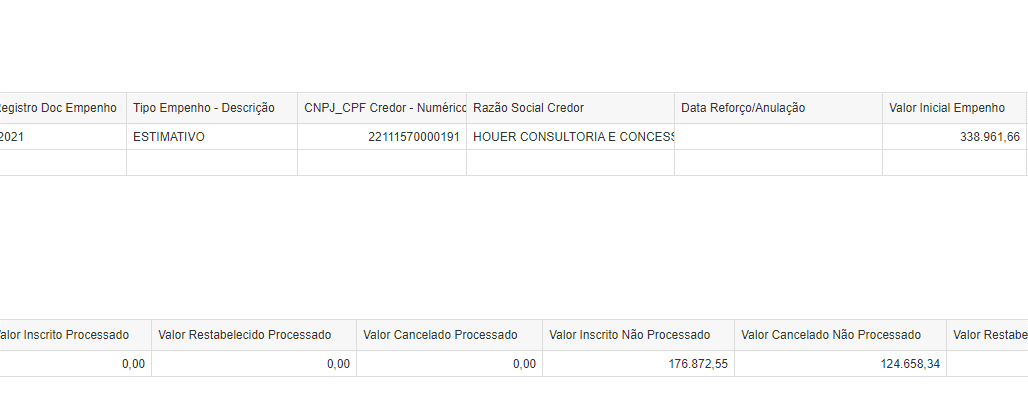 Registro Doc Empenho Tipo Empenho - Descrição CNPJ_CPF Credor - Numérico Razão Social Credor Data Reforço/Anulação Valor Inicial Empenho
2021 ESTIMATIVO 22111570000191 HOUER CONSULTORIA E CONCESS 338.961,66
Valor Inscrito Processado Valor Restabelecido Processado Valor Cancelado Processado Valor Inscrito Não Processado Valor Cancelado Não Processado Valor Restabe
0,00 0,00 0,00 176.872,55 124.658,34